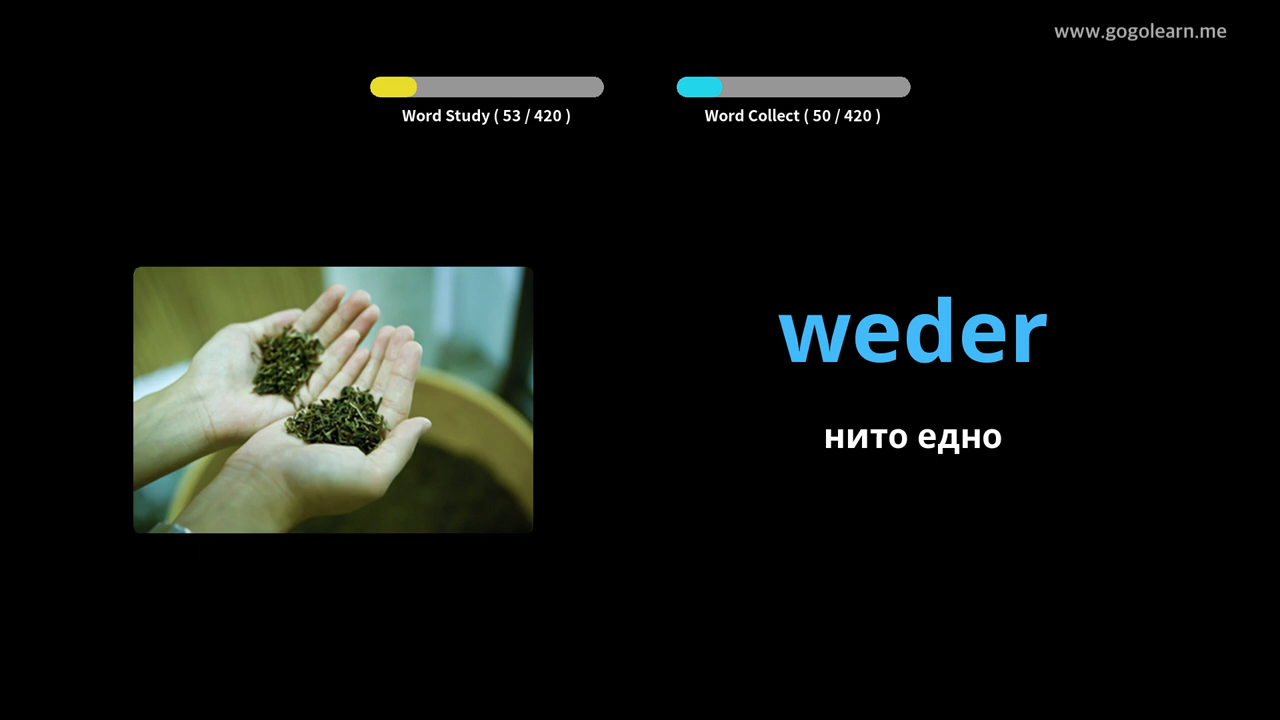 www.gogolearn.me
Word Study ( 53 / 420 )
Word Collect ( 50 / 420 )
weder
нито едно